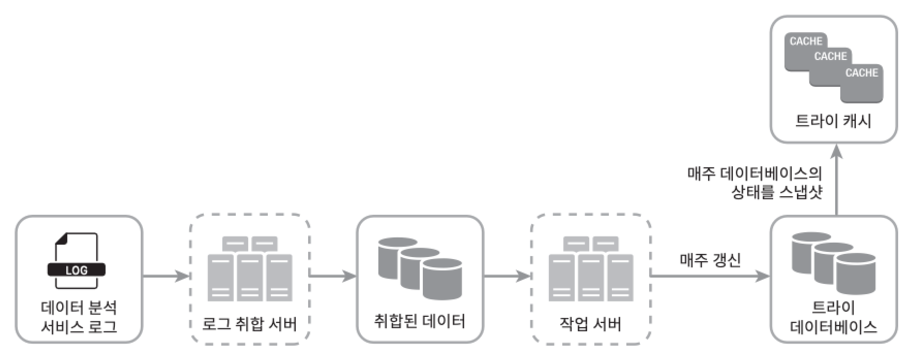 CACHE
CACHE
CACHE
트라이 캐시
매주 데이터베이스의
상태를 스냅샷
LOG
데이터 분석
서비스 로그
로그 취합 서버
취합된 데이터
작업 서버
매주 갱신
트라이
데이터베이스